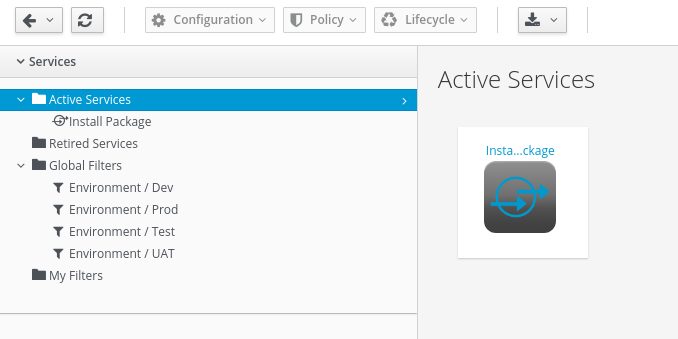 Configuration Policy Lifecycle
Services
Active Services
Install Package
Retired Services
Global Filters
Environment / Dev
Environment / Prod
Environment / Test
Environment / UAT
My Filters
Active Services
Insta...ckage